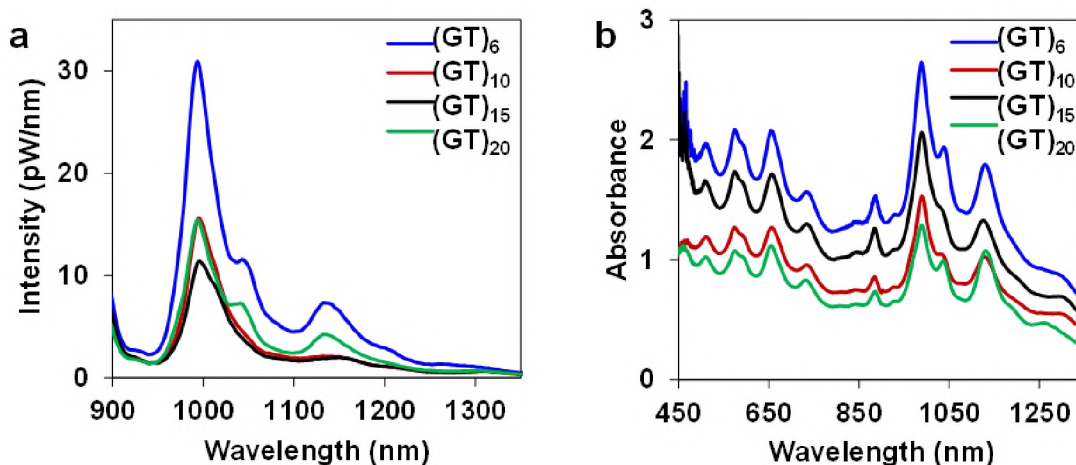 a
Intensity (pW/nm)
30
20
10
0
900 1000 1100 1200 1300
Wavelength (nm)
(GT)₆
(GT)₁₀
(GT)₁₅
(GT)₂₀
b
Absorbance
3
2
1
0
450 650 850 1050 1250
Wavelength (nm)
(GT)₆
(GT)₁₀
(GT)₁₅
(GT)₂₀